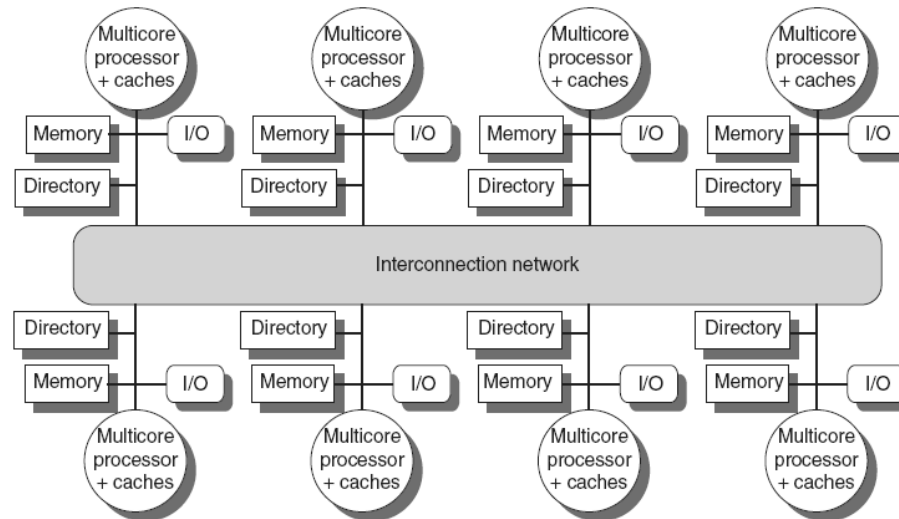 Multicore
processor
+ caches
Multicore
processor
+ caches
Multicore
processor
+ caches
Multicore
processor
+ caches
Memory
I/O
Memory
I/O
Memory
I/O
Memory
I/O
Directory
Directory
Directory
Directory
Interconnection network
Directory
Directory
Directory
Directory
Memory
I/O
Memory
I/O
Memory
I/O
Memory
I/O
Multicore
processor
+ caches
Multicore
processor
+ caches
Multicore
processor
+ caches
Multicore
processor
+ caches